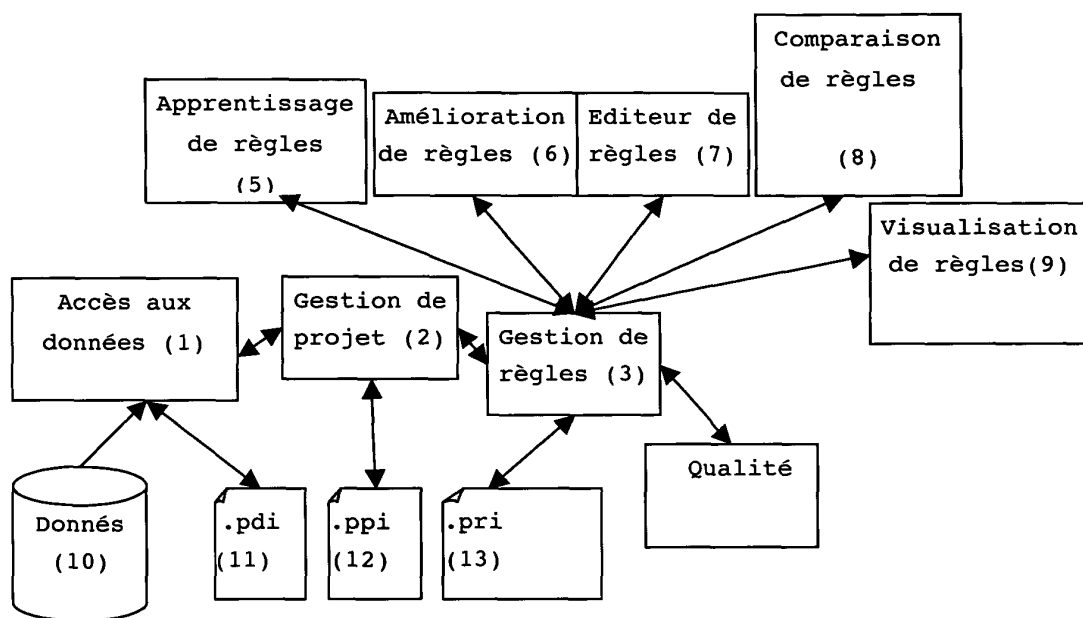 Comparaison
de règles
(8)
Apprentissage
de règles
(5)
Amélioration
de règles (6)
Editeur de
règles (7)
Visualisation
de règles(9)
Accès aux
données (1)
Gestion de
projet (2)
Gestion de
règles (3)
Qualité
Donnés
(10)
.pdi
(11)
.ppi
(12)
.pri
(13)